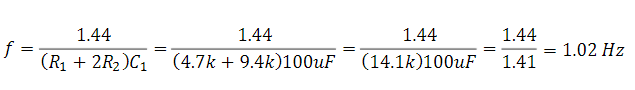 f = 1.44 / (R₁ + 2R₂)C₁ = 1.44 / (4.7k + 9.4k)100uF = 1.44 / (14.1k)100uF = 1.44 / 1.41 = 1.02 Hz